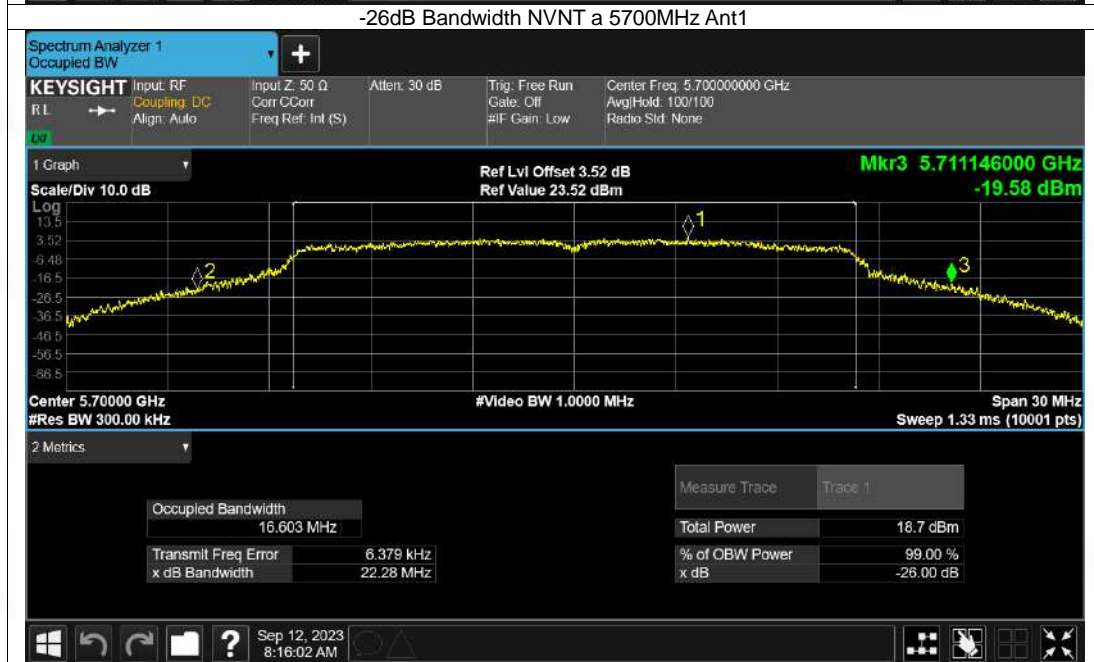 -26dB Bandwidth NVNT a 5700MHz Ant1
Spectrum Analyzer 1
Occupied BW
+
KEYSIGHT
R L
Input: RF
Coupling: DC
Align: Auto
Input Z: 50 Ω
Corr CCorr
Freq Ref: Int (S)
Atten: 30 dB
Trig: Free Run
Gate: Off
#IF Gain: Low
Center Freq: 5.700000000 GHz
Avg|Hold: 100/100
Radio Std: None
1 Graph
Scale/Div 10.0 dB
Ref Lvl Offset 3.52 dB
Ref Value 23.52 dBm
Mkr3 5.711146000 GHz
-19.58 dBm
Log
13.5
3.52
-6.48
-16.5
-26.5
-36.5
-46.5
-56.5
-66.5
1
2
3
Center 5.70000 GHz
#Res BW 300.00 kHz
#Video BW 1.0000 MHz
Span 30 MHz
Sweep 1.33 ms (10001 pts)
2 Metrics
Measure Trace Trace 1
Occupied Bandwidth
16.603 MHz
Total Power 18.7 dBm
Transmit Freq Error 6.379 kHz
% of OBW Power 99.00 %
x dB Bandwidth 22.28 MHz
x dB -26.00 dB
?
Sep 12, 2023
8:16:02 AM